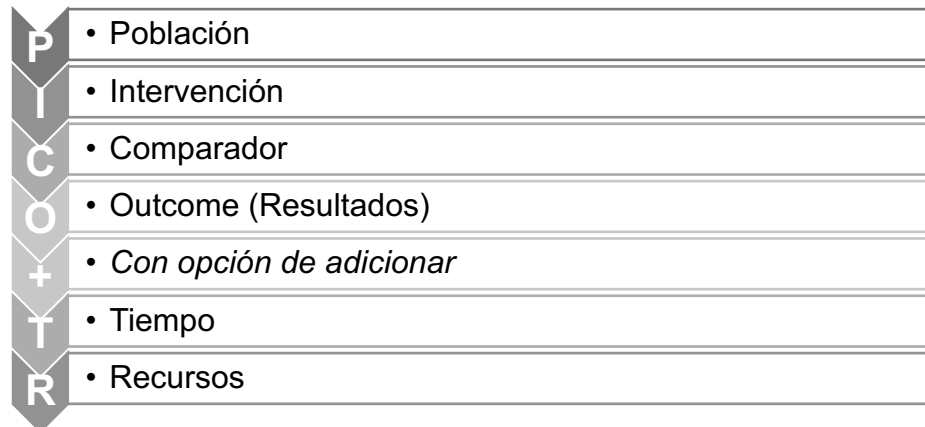 P • Población
I • Intervención
C • Comparador
O • Outcome (Resultados)
+ • Con opción de adicionar
T • Tiempo
R • Recursos